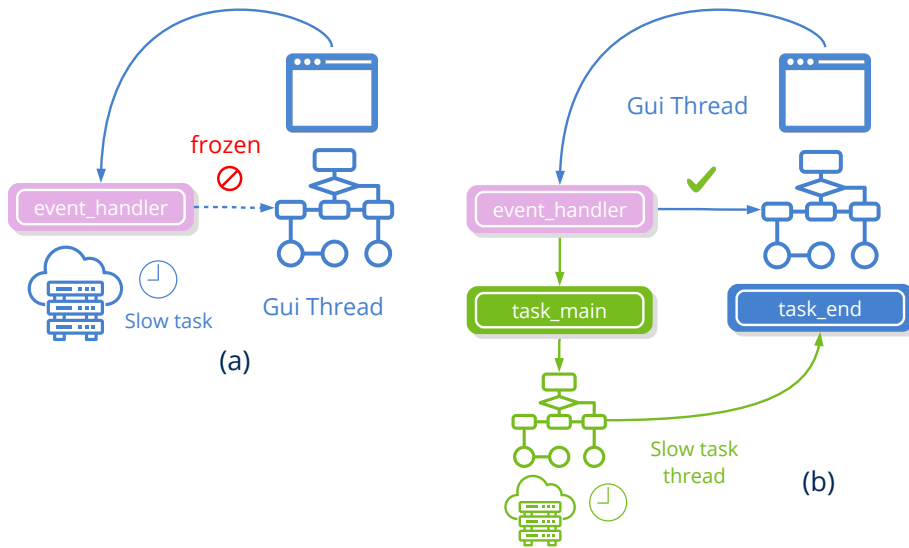 frozen
event_handler
Slow task
Gui Thread
(a)
Gui Thread
event_handler
task_main
task_end
Slow task
thread
(b)